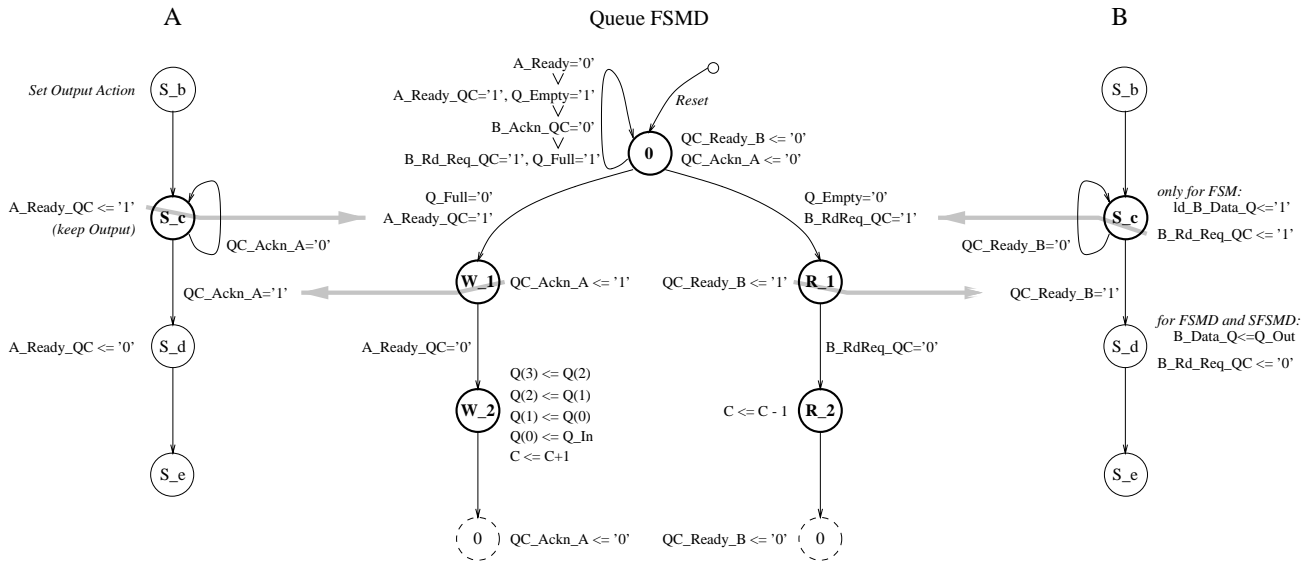 A
Queue FSMD
B
A_Ready='0'
A_Ready_QC='1', Q_Empty='1'
B_Ackn_QC='0'
B_Rd_Req_QC='1', Q_Full='1'
Reset
0
QC_Ready_B <= '0'
QC_Ackn_A <= '0'
Set Output Action
S_b
S_b
A_Ready_QC <= '1'
(keep Output)
S_c
QC_Ackn_A='0'
Q_Full='0'
A_Ready_QC='1'
Q_Empty='0'
B_RdReq_QC='1'
S_c
QC_Ready_B='0'
only for FSM:
ld_B_Data_Q<='1'
B_Rd_Req_QC <= '1'
QC_Ackn_A='1'
W_1
QC_Ackn_A <= '1'
QC_Ready_B <= '1'
R_1
QC_Ready_B='1'
A_Ready_QC <= '0'
S_d
A_Ready_QC='0'
B_RdReq_QC='0'
S_d
for FSMD and SFSMD:
B_Data_Q<=Q_Out
B_Rd_Req_QC <= '0'
W_2
Q(3) <= Q(2)
Q(2) <= Q(1)
Q(1) <= Q(0)
Q(0) <= Q_In
C <= C+1
C <= C - 1
R_2
S_e
S_e
0
QC_Ackn_A <= '0'
QC_Ready_B <= '0'
0